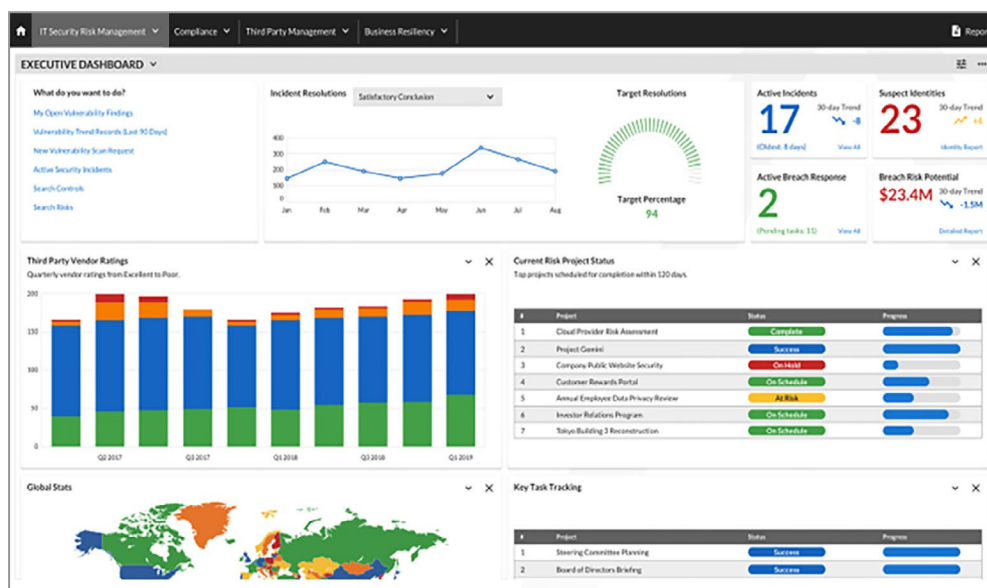 IT Security Risk Management
Compliance
Third Party Management
Business Resiliency
Repor
EXECUTIVE DASHBOARD
What do you want to do?
My Open Vulnerability Findings
Vulnerability Trend Records (Last 90 Days)
New Vulnerability Scan Request
Active Security Incidents
Search Controls
Search Risks
Incident Resolutions
Satisfactory Conclusion
400
300
200
100
0
Jan Feb Mar Apr May Jun Jul Aug
Target Resolutions
Target Percentage
94
Active Incidents
17
30-day Trend
-8
(Oldest: 8 days) View All
Suspect Identities
23
30-day Trend
+6
Identity Report
Active Breach Response
2
(Pending tasks: 11) View All
Breach Risk Potential
$23.4M
30-day Trend
-1.5M
Detailed Report
Third Party Vendor Ratings
Quarterly vendor ratings from Excellent to Poor.
200
150
100
50
0
Q2 2017 Q3 2017 Q1 2018 Q3 2018 Q1 2019
Current Risk Project Status
Top projects scheduled for completion within 120 days.
# Project Status Progress
1 Cloud Provider Risk Assessment Complete
2 Project Gemini Success
3 Company Public Website Security On Hold
4 Customer Rewards Portal On Schedule
5 Annual Employee Data Privacy Review At Risk
6 Investor Relations Program On Schedule
7 Tokyo Building 3 Reconstruction On Schedule
Global Stats
Key Task Tracking
# Project Status Progress
1 Steering Committee Planning Success
2 Board of Directors Briefing Success